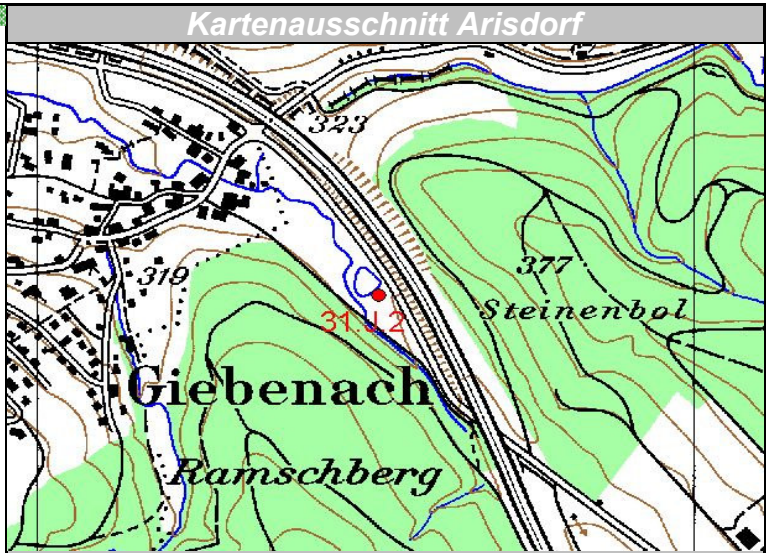 Kartenausschnitt Arisdorf
323
319
377
Steinenbol
31.J.2
Giebenach
Ramschberg